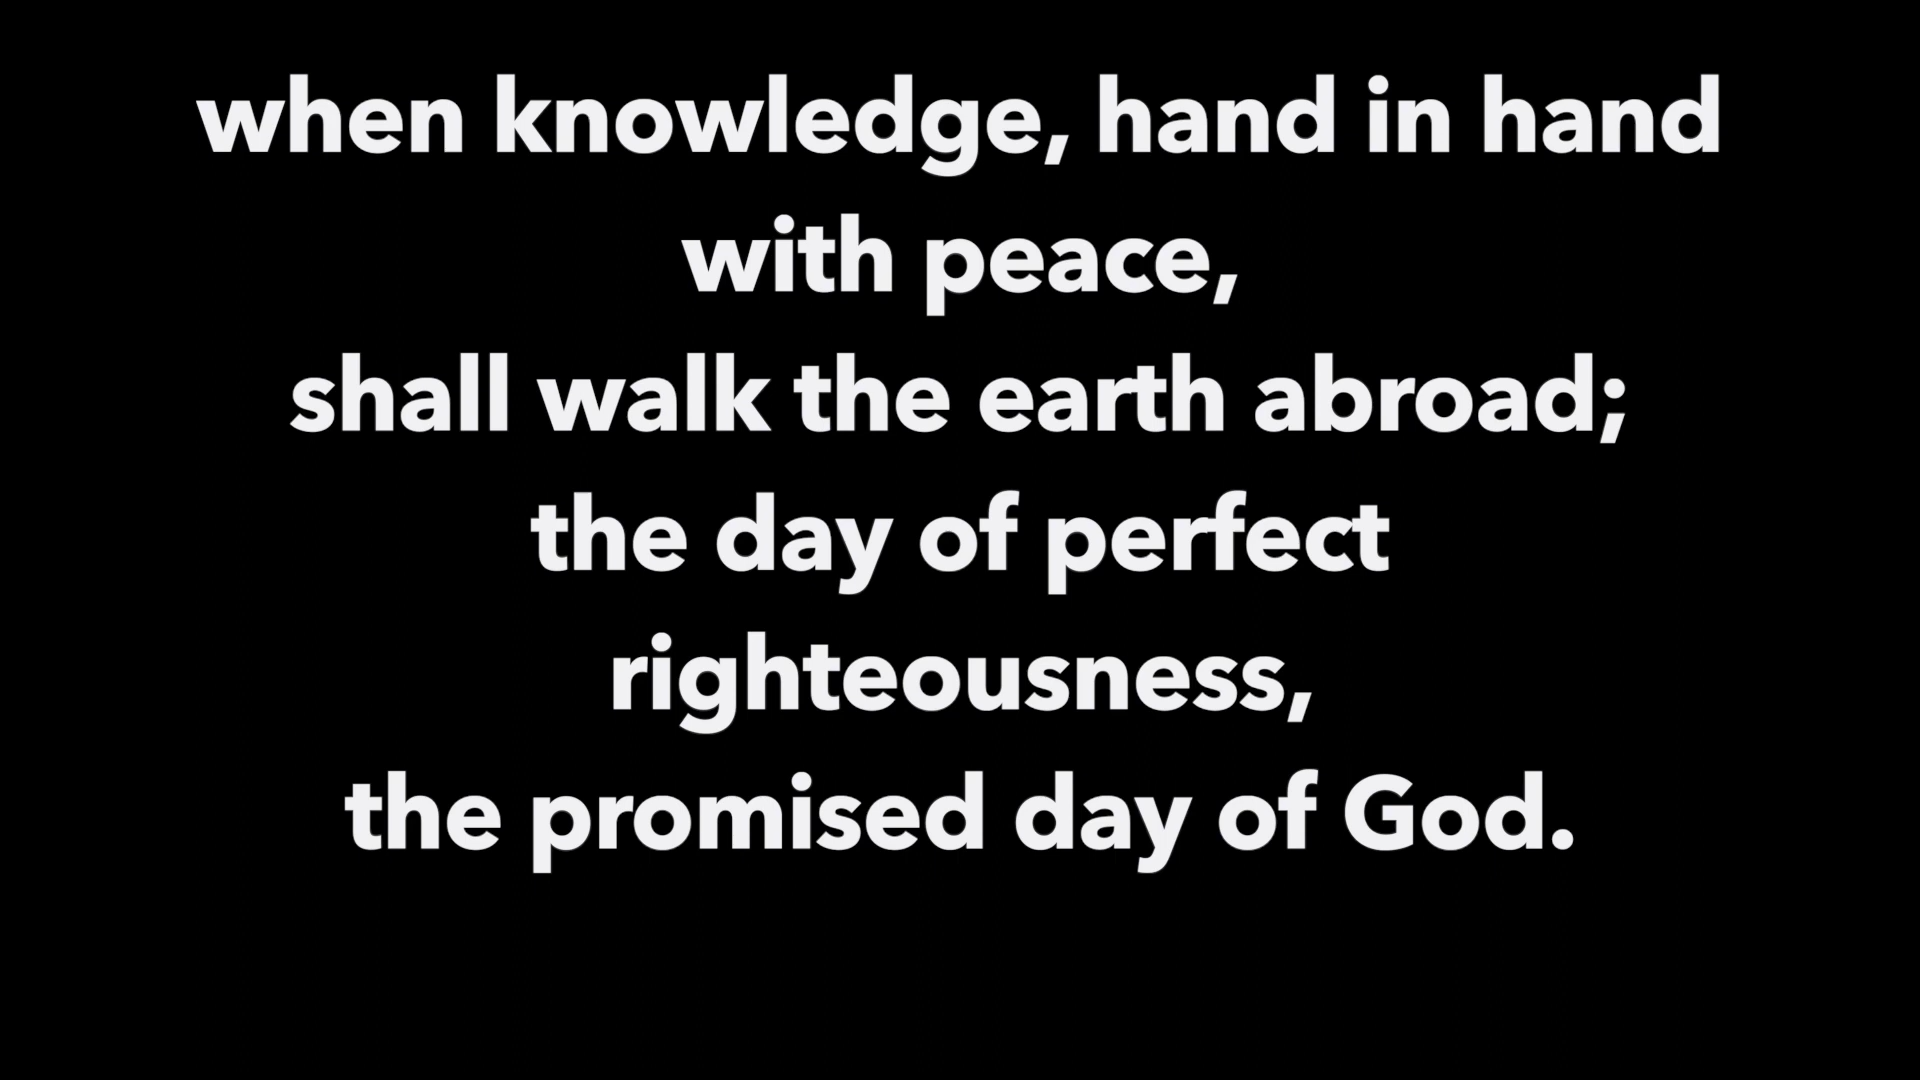 when knowledge, hand in hand
with peace,
shall walk the earth abroad;
the day of perfect
righteousness,
the promised day of God.